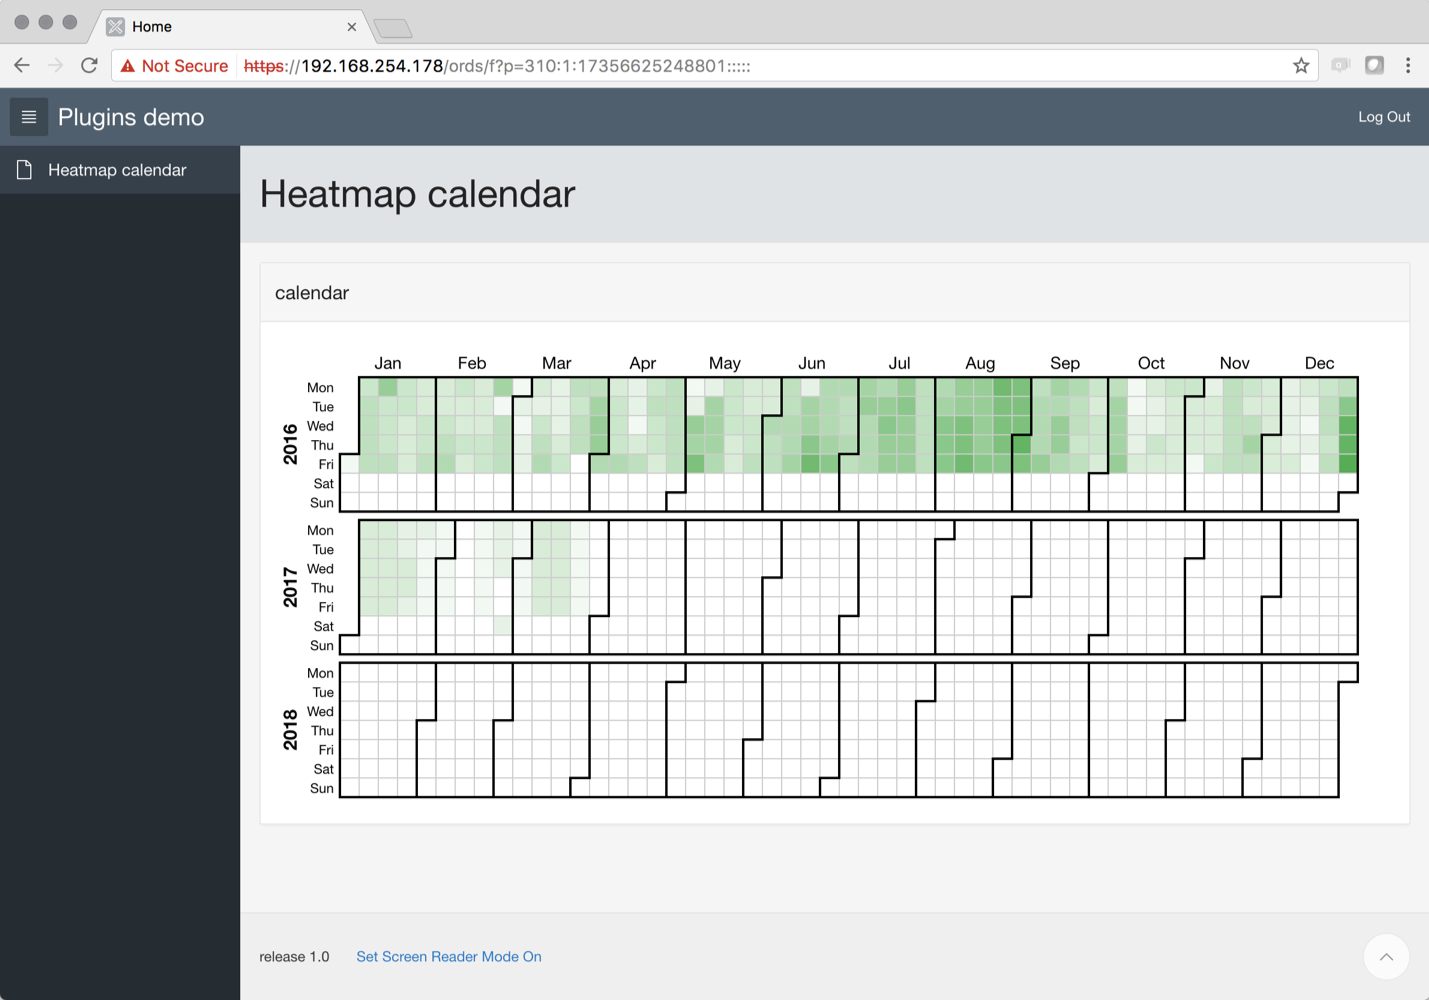 Home
Not Secure https://192.168.254.178/ords/f?p=310:1:17356625248801:::::
Plugins demo
Log Out
Heatmap calendar
Heatmap calendar
calendar
Jan Feb Mar Apr May Jun Jul Aug Sep Oct Nov Dec
2016
Mon
Tue
Wed
Thu
Fri
Sat
Sun
2017
Mon
Tue
Wed
Thu
Fri
Sat
Sun
2018
Mon
Tue
Wed
Thu
Fri
Sat
Sun
release 1.0 Set Screen Reader Mode On